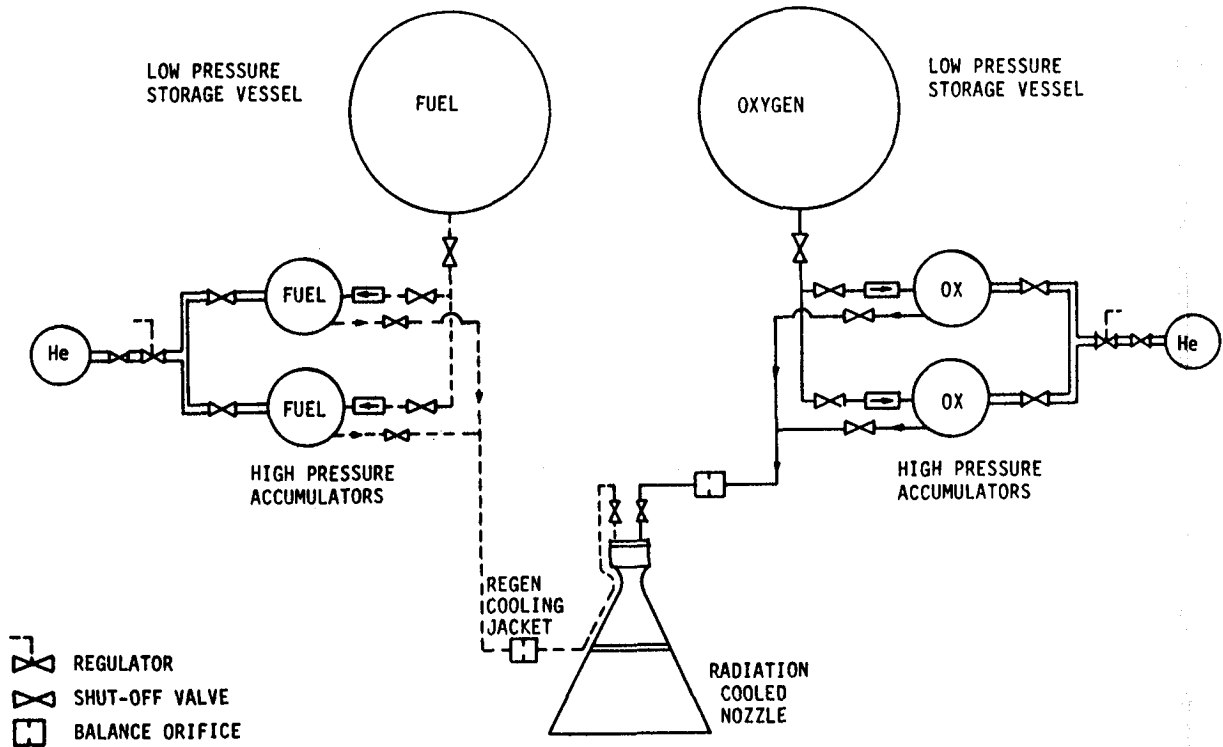 LOW PRESSURE
STORAGE VESSEL
FUEL
OXYGEN
LOW PRESSURE
STORAGE VESSEL
FUEL
OX
He
He
FUEL
OX
HIGH PRESSURE
ACCUMULATORS
HIGH PRESSURE
ACCUMULATORS
REGEN
COOLING
JACKET
RADIATION
COOLED
NOZZLE
REGULATOR
SHUT-OFF VALVE
BALANCE ORIFICE